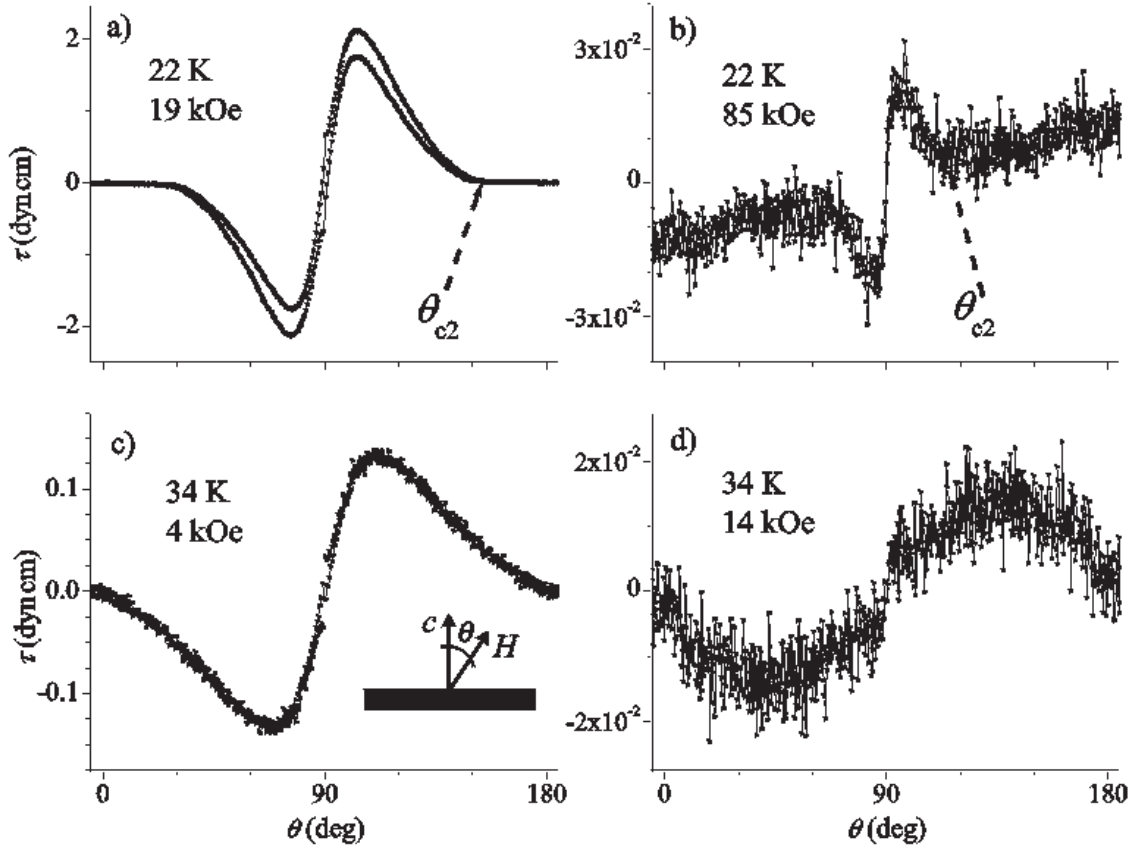 a)
22 K
19 kOe
2
0
-2
τ (dyn cm)
θc2
b)
22 K
85 kOe
3x10-2
0
-3x10-2
θc2
c)
34 K
4 kOe
0.1
0.0
-0.1
τ (dyn cm)
c
θ
H
0
90
180
θ (deg)
d)
34 K
14 kOe
2x10-2
0
-2x10-2
0
90
180
θ (deg)